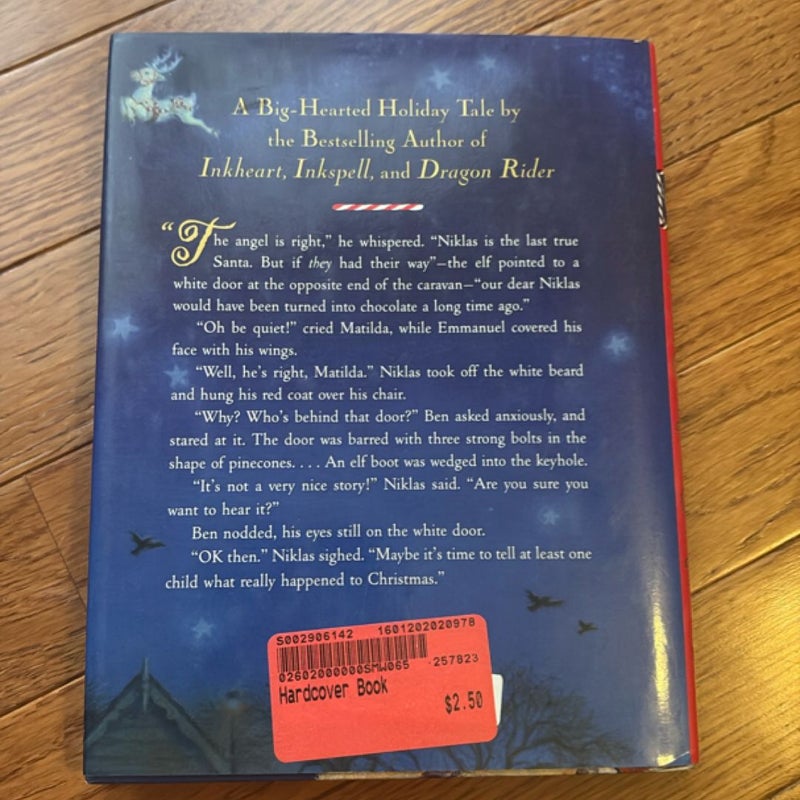 A Big-Hearted Holiday Tale by
the Bestselling Author of
Inkheart, Inkspell, and Dragon Rider
“The angel is right,” he whispered. “Niklas is the last true
Santa. But if they had their way”—the elf pointed to a
white door at the opposite end of the caravan—“our dear Niklas
would have been turned into chocolate a long time ago.”
“Oh be quiet!” cried Matilda, while Emmanuel covered his
face with his wings.
“Well, he’s right, Matilda.” Niklas took off the white beard
and hung his red coat over his chair.
“Why? Who’s behind that door?” Ben asked anxiously, and
stared at it. The door was barred with three strong bolts in the
shape of pinecones. . . . An elf boot was wedged into the keyhole.
“It’s not a very nice story!” Niklas said. “Are you sure you
want to hear it?”
Ben nodded, his eyes still on the white door.
“OK then.” Niklas sighed. “Maybe it’s time to tell at least one
child what really happened to Christmas.”
S002906142 1601202020978
02602000000SMW065 257823
Hardcover Book
$2.50